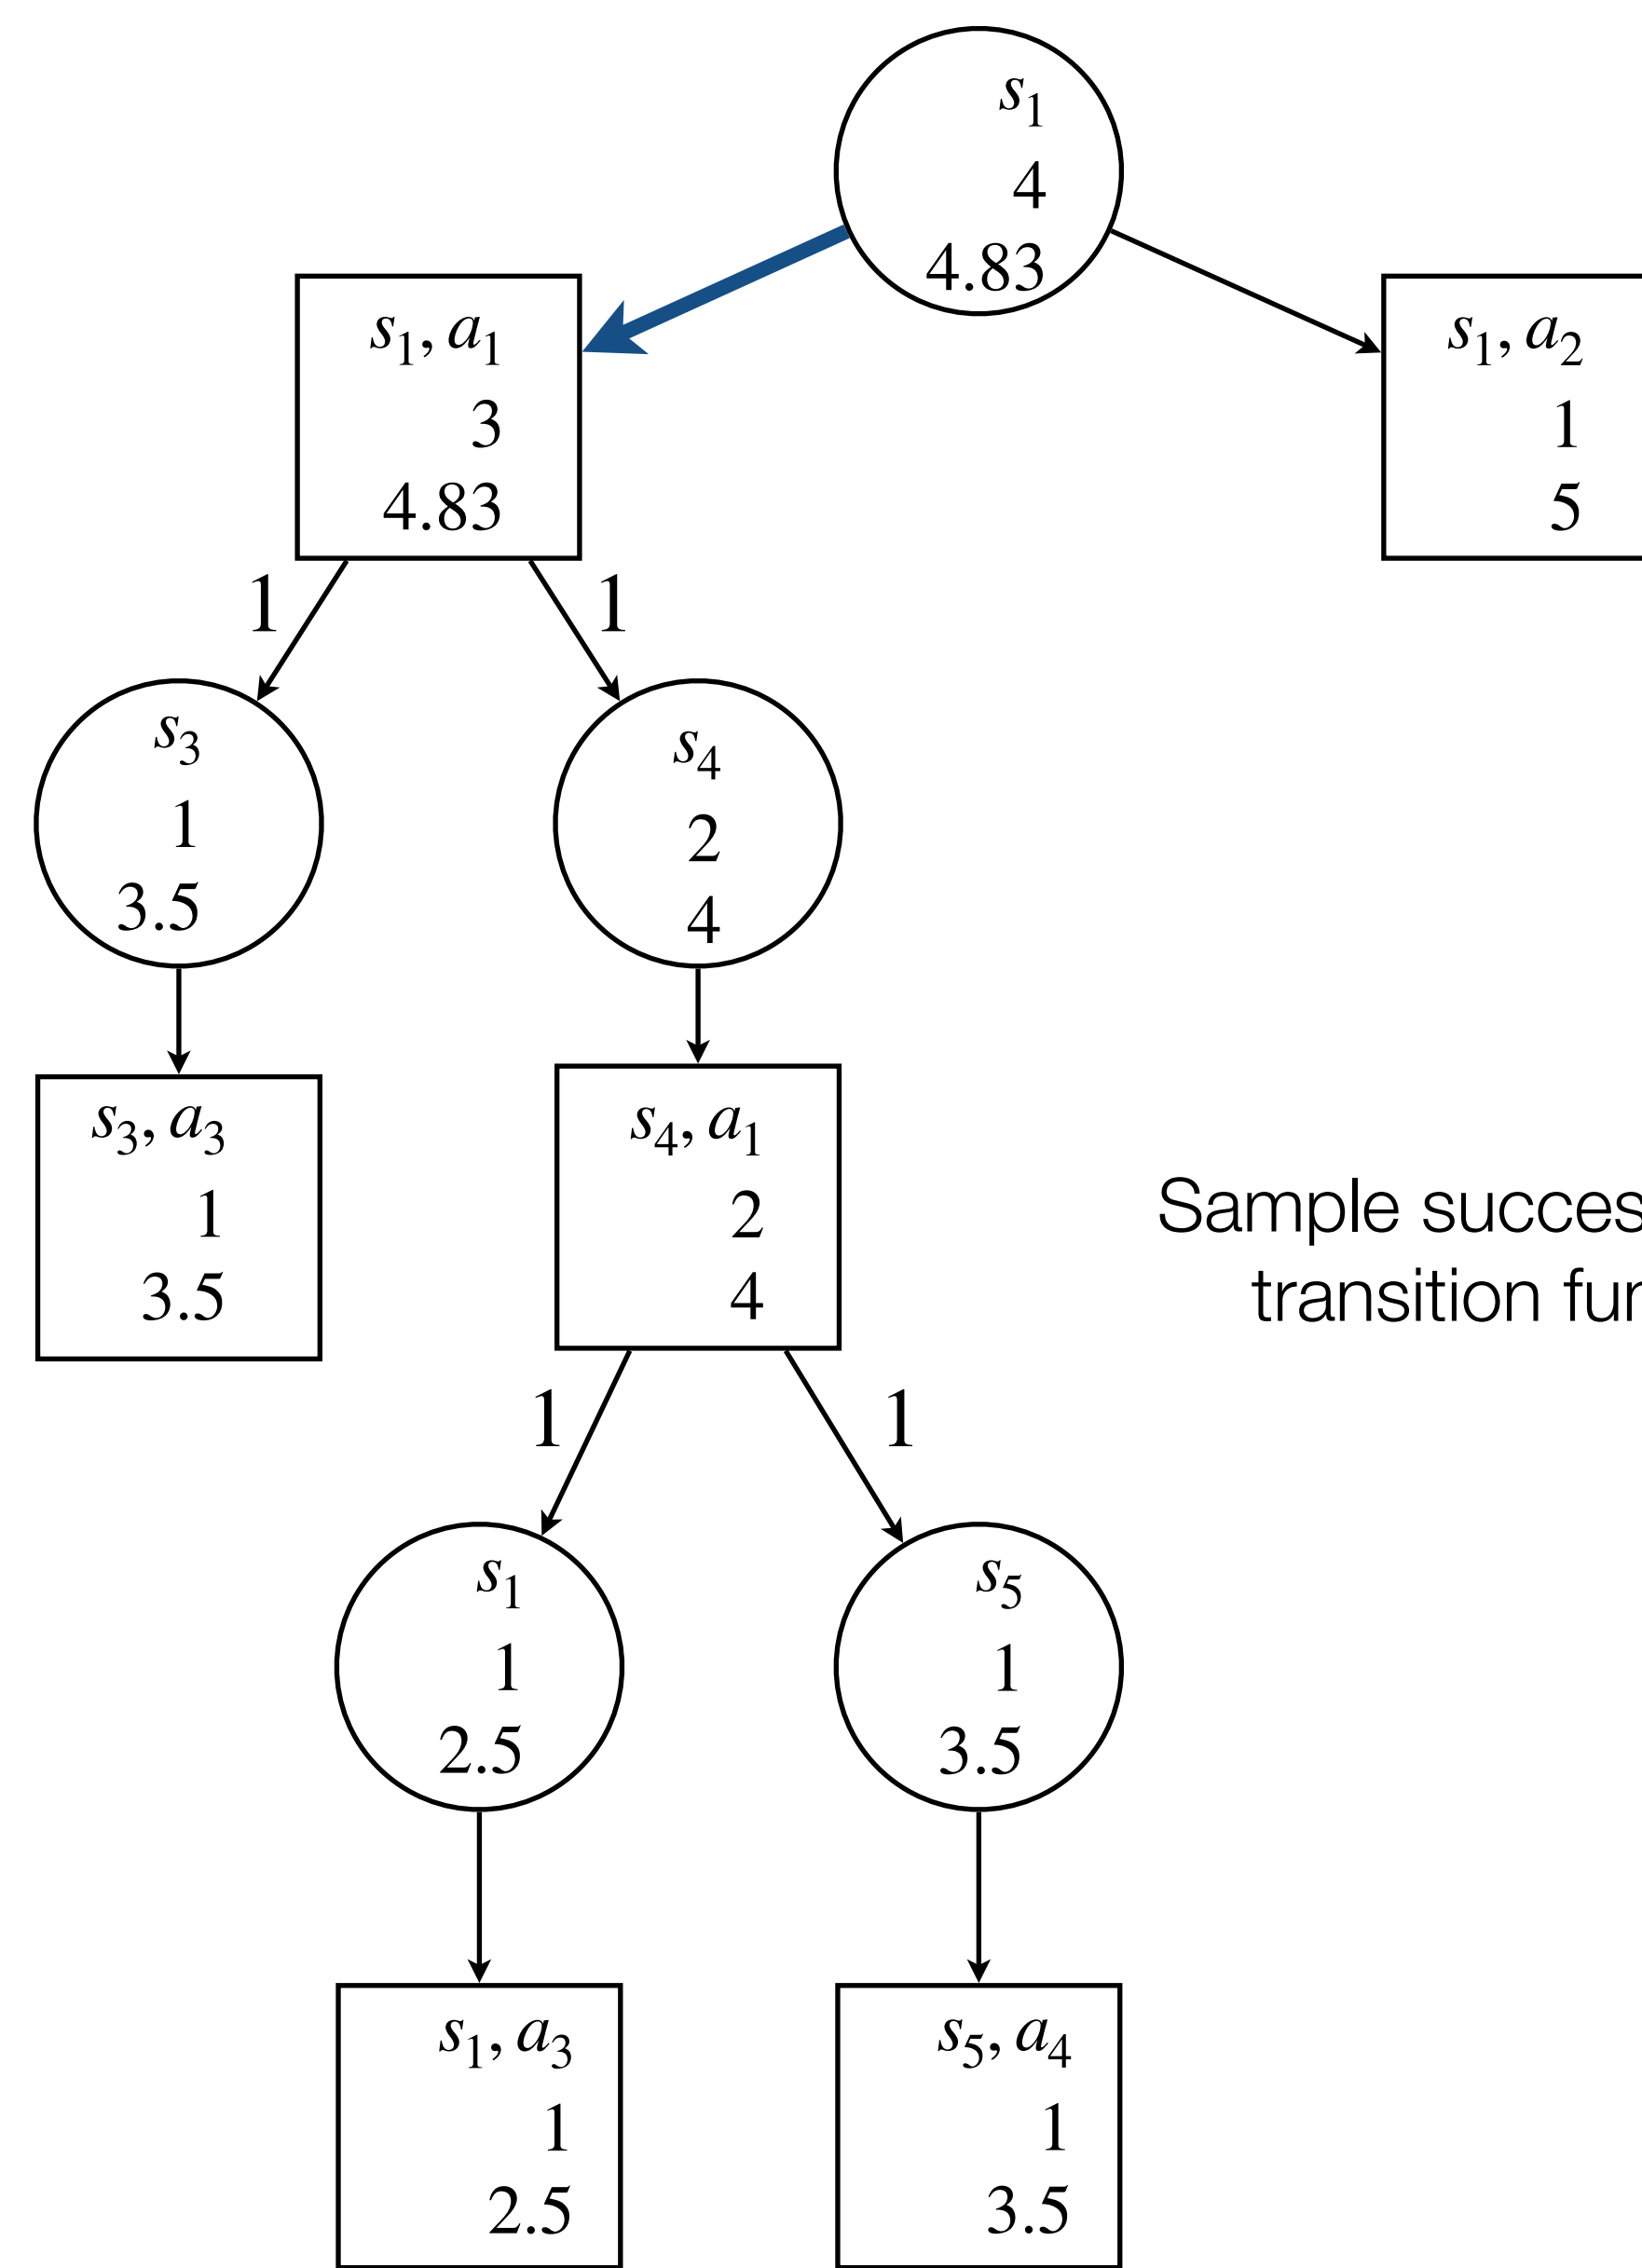 s₁
4
4.83
s₁, a₁
3
4.83
s₁, a₂
1
5
1
1
s₃
1
3.5
s₄
2
4
s₃, a₃
1
3.5
s₄, a₁
2
4
Sample succes
transition fur
1
1
s₁
1
2.5
s₅
1
3.5
s₁, a₃
1
2.5
s₅, a₄
1
3.5